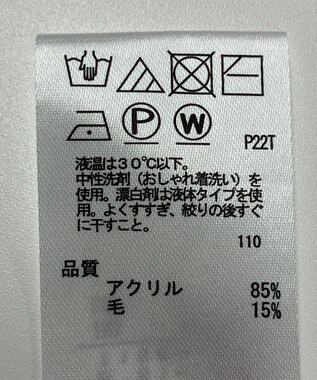 P W
P22T
液温は30℃以下。
中性洗剤（おしゃれ着洗い）を
使用。漂白剤は液体タイプを使
用。よくすすぎ、絞りの後すぐ
に干すこと。
110
品質
アクリル 85%
毛 15%